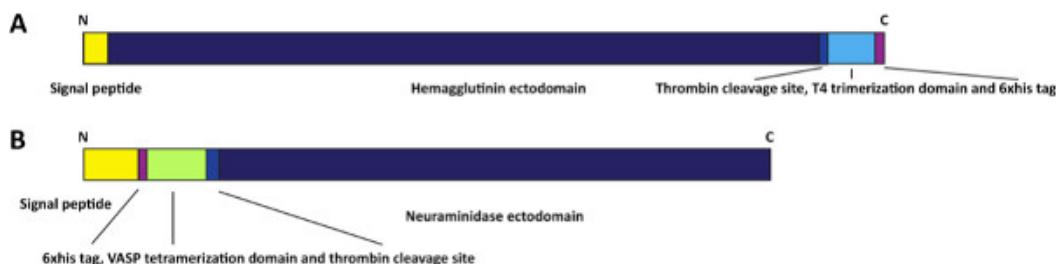 A
N
C
Signal peptide
Hemagglutinin ectodomain
Thrombin cleavage site, T4 trimerization domain and 6xhis tag
B
N
C
Signal peptide
Neuraminidase ectodomain
6xhis tag, VASP tetramerization domain and thrombin cleavage site